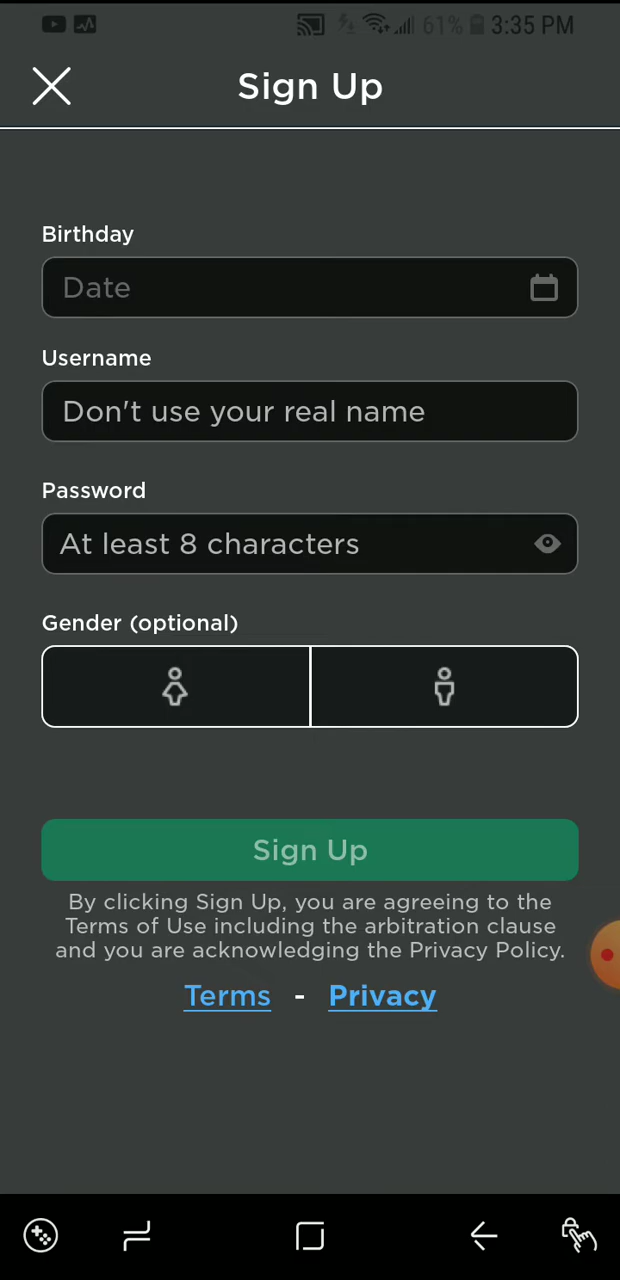 61% 3:35 PM
Sign Up
Birthday
Date
Username
Don't use your real name
Password
At least 8 characters
Gender (optional)
Sign Up
By clicking Sign Up, you are agreeing to the
Terms of Use including the arbitration clause
and you are acknowledging the Privacy Policy.
Terms - Privacy